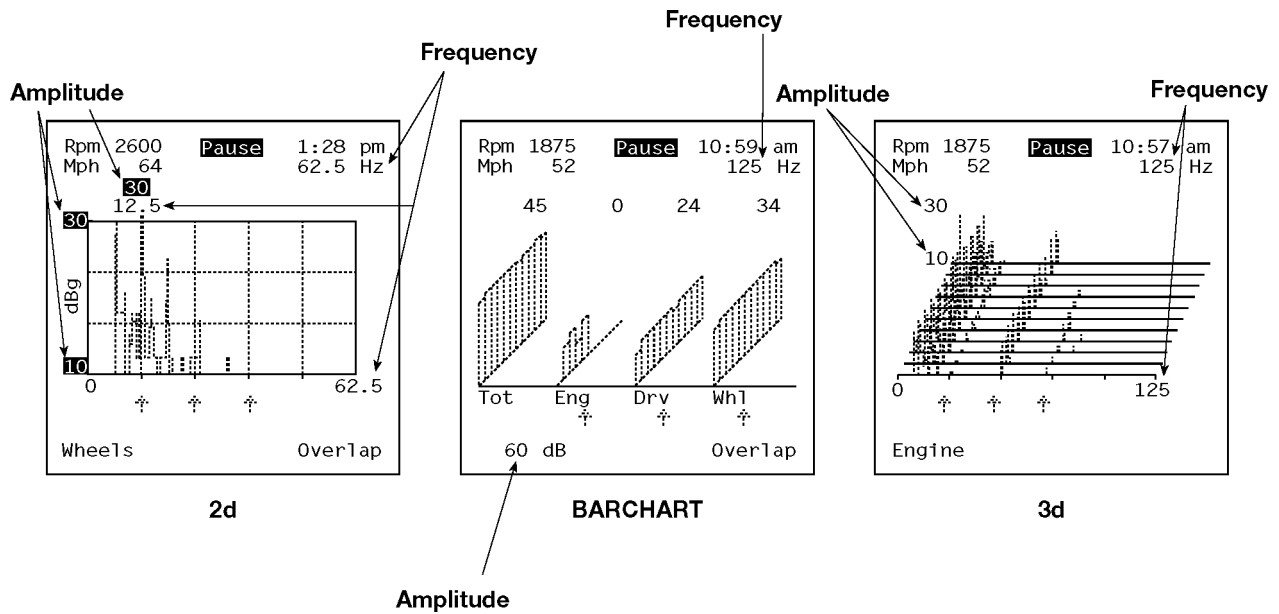 Frequency
Frequency
Amplitude
Amplitude
Frequency
Rpm 2600 Pause 1:28 pm
Mph 64 62.5 Hz
30
12.5
30
dBg
10
0 62.5
Wheels Overlap
2d
Rpm 1875 Pause 10:59 am
Mph 52 125 Hz
45 0 24 34
Tot Eng Drv Whl
60 dB Overlap
BARCHART
Amplitude
Rpm 1875 Pause 10:57 am
Mph 52 125 Hz
30
10
0 125
Engine
3d